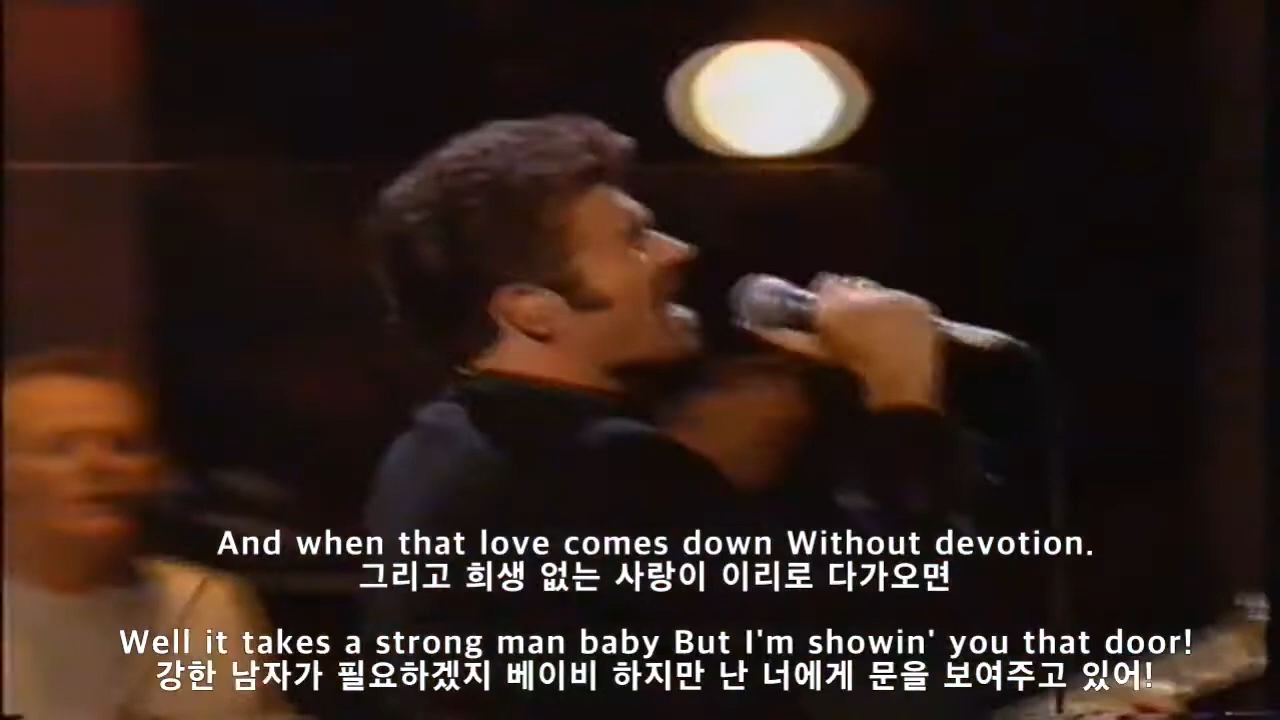 And when that love comes down Without devotion.
그리고 희생 없는 사랑이 이리로 다가오면
Well it takes a strong man baby But I'm showin' you that door!
강한 남자가 필요하겠지 베이비 하지만 난 너에게 문을 보여주고 있어!